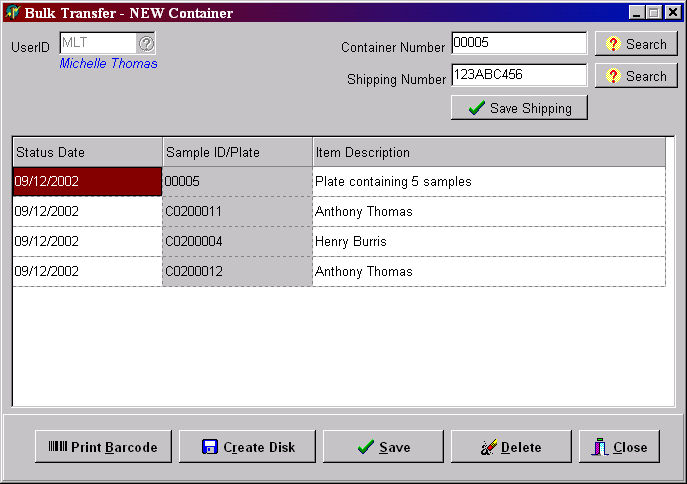 Bulk Transfer - NEW Container
UserID MLT
Michelle Thomas
Container Number 00005 Search
Shipping Number 123ABC456 Search
Save Shipping
Status Date Sample ID/Plate Item Description
09/12/2002 00005 Plate containing 5 samples
09/12/2002 C0200011 Anthony Thomas
09/12/2002 C0200004 Henry Burris
09/12/2002 C0200012 Anthony Thomas
Print Barcode Create Disk Save Delete Close